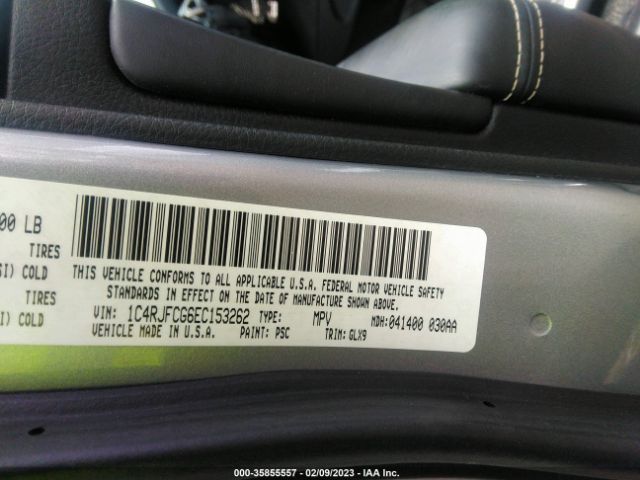 00 LB
TIRES
SI) COLD
TIRES
I) COLD
THIS VEHICLE CONFORMS TO ALL APPLICABLE U.S.A. FEDERAL MOTOR VEHICLE SAFETY
STANDARDS IN EFFECT ON THE DATE OF MANUFACTURE SHOWN ABOVE.
VIN: 1C4RJFCG6EC153262 TYPE: MPV MDH:041400 030AA
VEHICLE MADE IN U.S.A. PAINT: PSC TRIM: GLX9
000-35855557 - 02/09/2023 - IAA Inc.